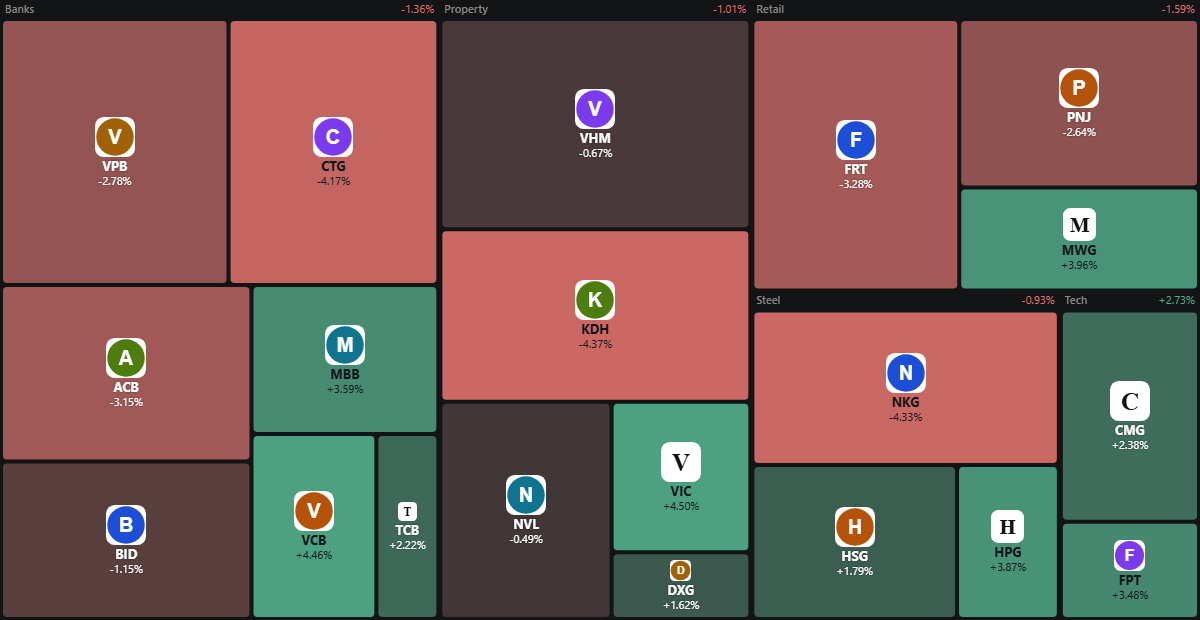 Banks -1.36%
V
VPB
-2.78%
C
CTG
-4.17%
A
ACB
-3.15%
M
MBB
+3.59%
B
BID
-1.15%
V
VCB
+4.46%
T
TCB
+2.22%
Property -1.01%
V
VHM
-0.67%
K
KDH
-4.37%
N
NVL
-0.49%
V
VIC
+4.50%
D
DXG
+1.62%
Retail -1.59%
F
FRT
-3.28%
P
PNJ
-2.64%
M
MWG
+3.96%
Steel -0.93%
N
NKG
-4.33%
H
HSG
+1.79%
H
HPG
+3.87%
Tech +2.73%
C
CMG
+2.38%
F
FPT
+3.48%